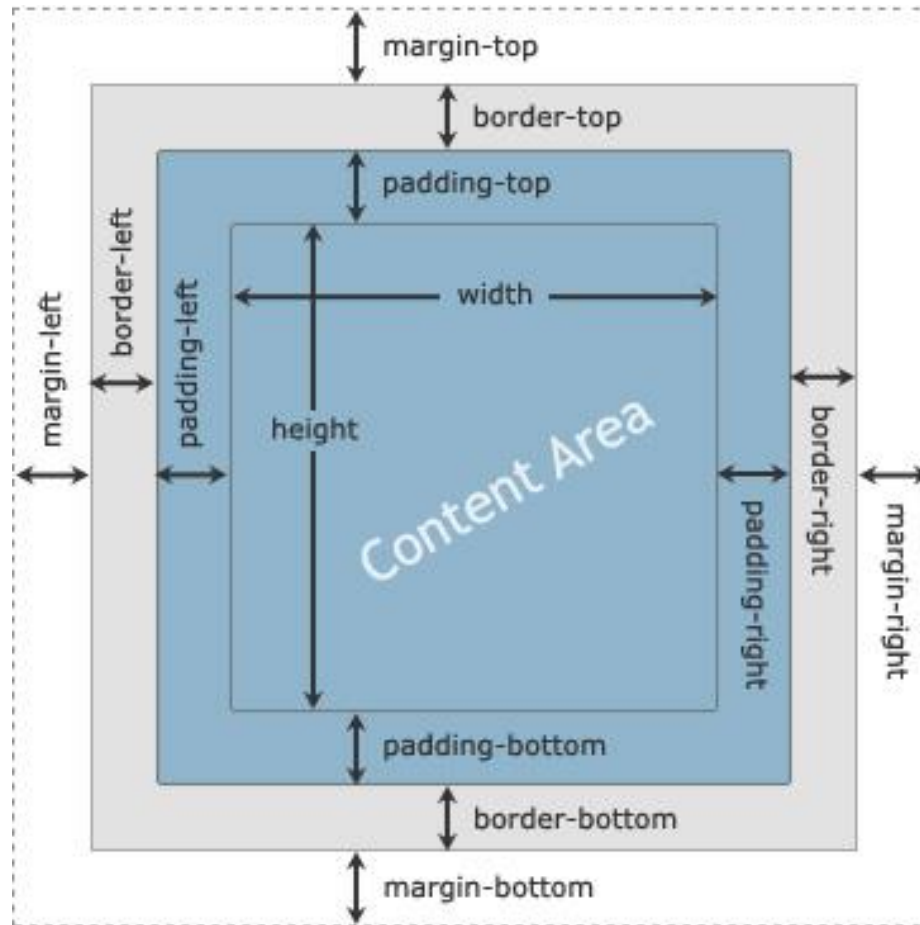 margin-top
border-top
padding-top
width
height
margin-left
border-left
padding-left
Content Area
padding-right
border-right
margin-right
padding-bottom
border-bottom
margin-bottom